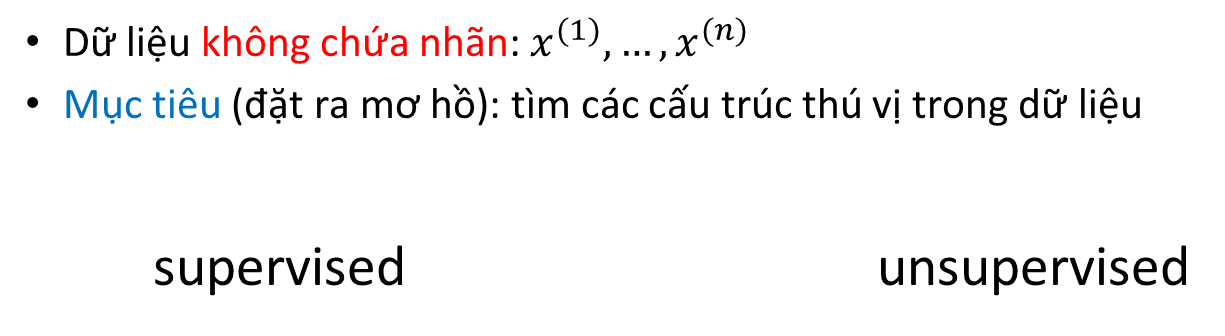 • Dữ liệu không chứa nhãn: x⁽¹⁾, … , x⁽ⁿ⁾
• Mục tiêu (đặt ra mơ hồ): tìm các cấu trúc thú vị trong dữ liệu
supervised unsupervised